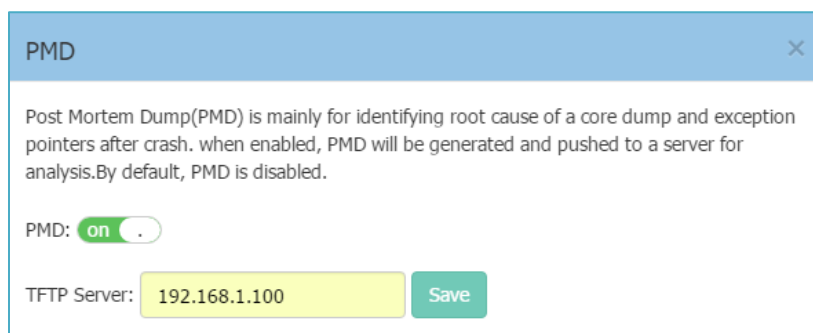 PMD
Post Mortem Dump(PMD) is mainly for identifying root cause of a core dump and exception
pointers after crash. when enabled, PMD will be generated and pushed to a server for
analysis.By default, PMD is disabled.
PMD: on .
TFTP Server: 192.168.1.100 Save